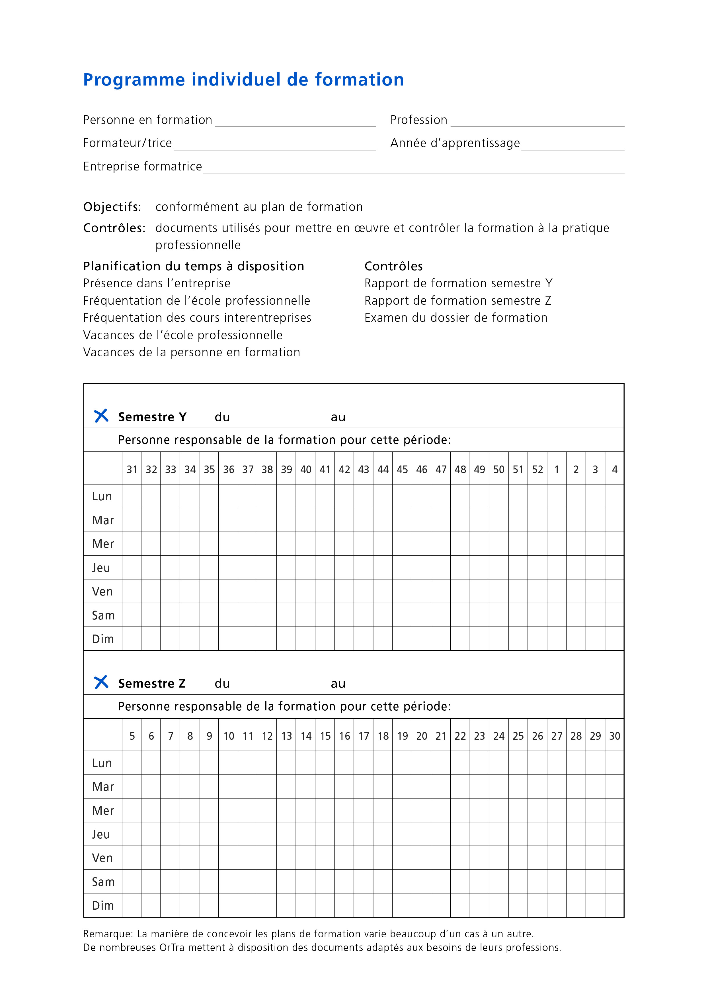 Programme individuel de formation
Personne en formation Profession
Formateur/trice Année d'apprentissage
Entreprise formatrice
Objectifs: conformément au plan de formation
Contrôles: documents utilisés pour mettre en œuvre et contrôler la formation à la pratique
professionnelle
Planification du temps à disposition
Présence dans l'entreprise
Fréquentation de l'école professionnelle
Fréquentation des cours interentreprises
Vacances de l'école professionnelle
Vacances de la personne en formation
Contrôles
Rapport de formation semestre Y
Rapport de formation semestre Z
Examen du dossier de formation
Semestre Y du au
Personne responsable de la formation pour cette période:
31 32 33 34 35 36 37 38 39 40 41 42 43 44 45 46 47 48 49 50 51 52 1 2 3 4
Lun
Mar
Mer
Jeu
Ven
Sam
Dim
Semestre Z du au
Personne responsable de la formation pour cette période:
5 6 7 8 9 10 11 12 13 14 15 16 17 18 19 20 21 22 23 24 25 26 27 28 29 30
Lun
Mar
Mer
Jeu
Ven
Sam
Dim
Remarque: La manière de concevoir les plans de formation varie beaucoup d'un cas à un autre.
De nombreuses OrTra mettent à disposition des documents adaptés aux besoins de leurs professions.